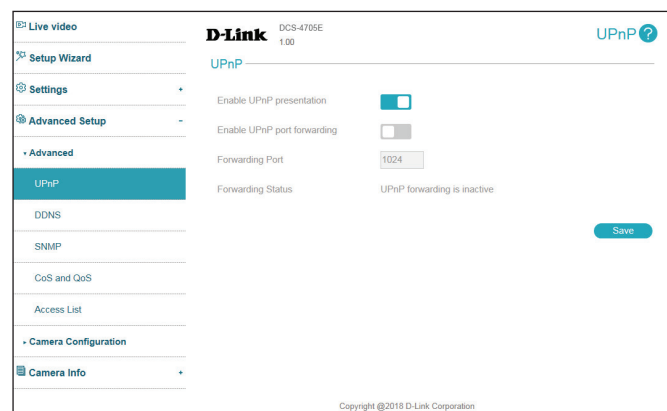 Live video
Setup Wizard
Settings +
Advanced Setup -
Advanced
UPnP
DDNS
SNMP
CoS and QoS
Access List
Camera Configuration
Camera Info +
D-Link DCS-4705E
1.00
UPnP ?
UPnP
Enable UPnP presentation
Enable UPnP port forwarding
Forwarding Port 1024
Forwarding Status UPnP forwarding is inactive
Save
Copyright @2018 D-Link Corporation